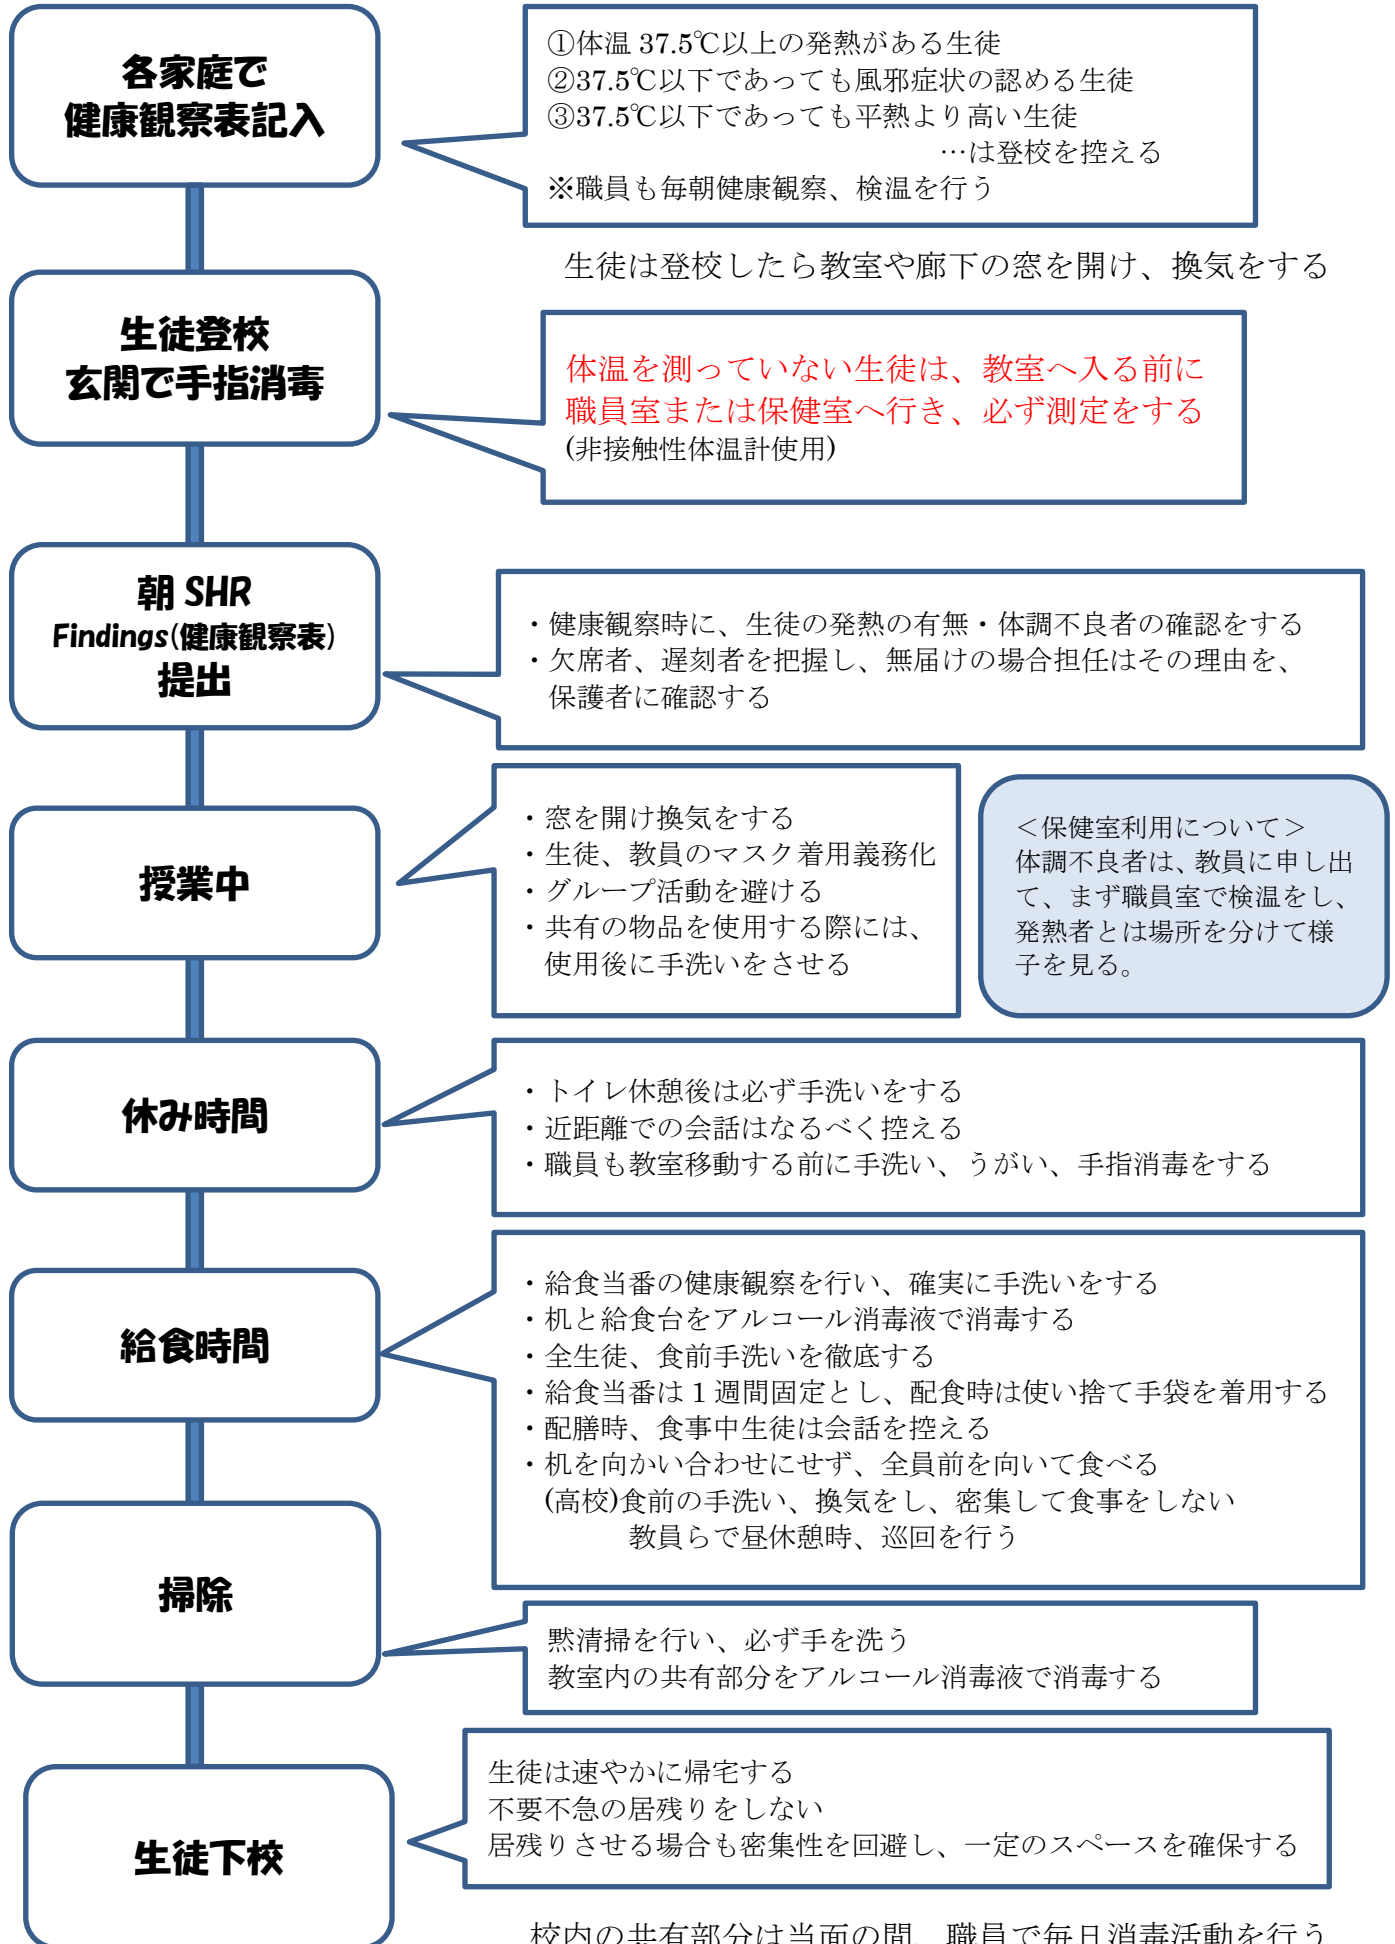 各家庭で
健康観察表記入
①体温 37.5℃以上の発熱がある生徒
②37.5℃以下であっても風邪症状の認める生徒
③37.5℃以下であっても平熱より高い生徒
…は登校を控える
※職員も毎朝健康観察、検温を行う
生徒は登校したら教室や廊下の窓を開け、換気をする
生徒登校
玄関で手指消毒
体温を測っていない生徒は、教室へ入る前に
職員室または保健室へ行き、必ず測定をする
(非接触性体温計使用)
朝 SHR
Findings(健康観察表)
提出
・健康観察時に、生徒の発熱の有無・体調不良者の確認をする
・欠席者、遅刻者を把握し、無届けの場合担任はその理由を、
保護者に確認する
授業中
・窓を開け換気をする
・生徒、教員のマスク着用義務化
・グループ活動を避ける
・共有の物品を使用する際には、
使用後に手洗いをさせる
＜保健室利用について＞
体調不良者は、教員に申し出
て、まず職員室で検温をし、
発熱者とは場所を分けて様
子を見る。
休み時間
・トイレ休憩後は必ず手洗いをする
・近距離での会話はなるべく控える
・職員も教室移動する前に手洗い、うがい、手指消毒をする
給食時間
・給食当番の健康観察を行い、確実に手洗いをする
・机と給食台をアルコール消毒液で消毒する
・全生徒、食前手洗いを徹底する
・給食当番は 1 週間固定とし、配食時は使い捨て手袋を着用する
・配膳時、食事中生徒は会話を控える
・机を向かい合わせにせず、全員前を向いて食べる
(高校)食前の手洗い、換気をし、密集して食事をしない
教員らで昼休憩時、巡回を行う
掃除
黙清掃を行い、必ず手を洗う
教室内の共有部分をアルコール消毒液で消毒する
生徒下校
生徒は速やかに帰宅する
不要不急の居残りをしない
居残りさせる場合も密集性を回避し、一定のスペースを確保する
校内の共有部分は当面の間、職員で毎日消毒活動を行う